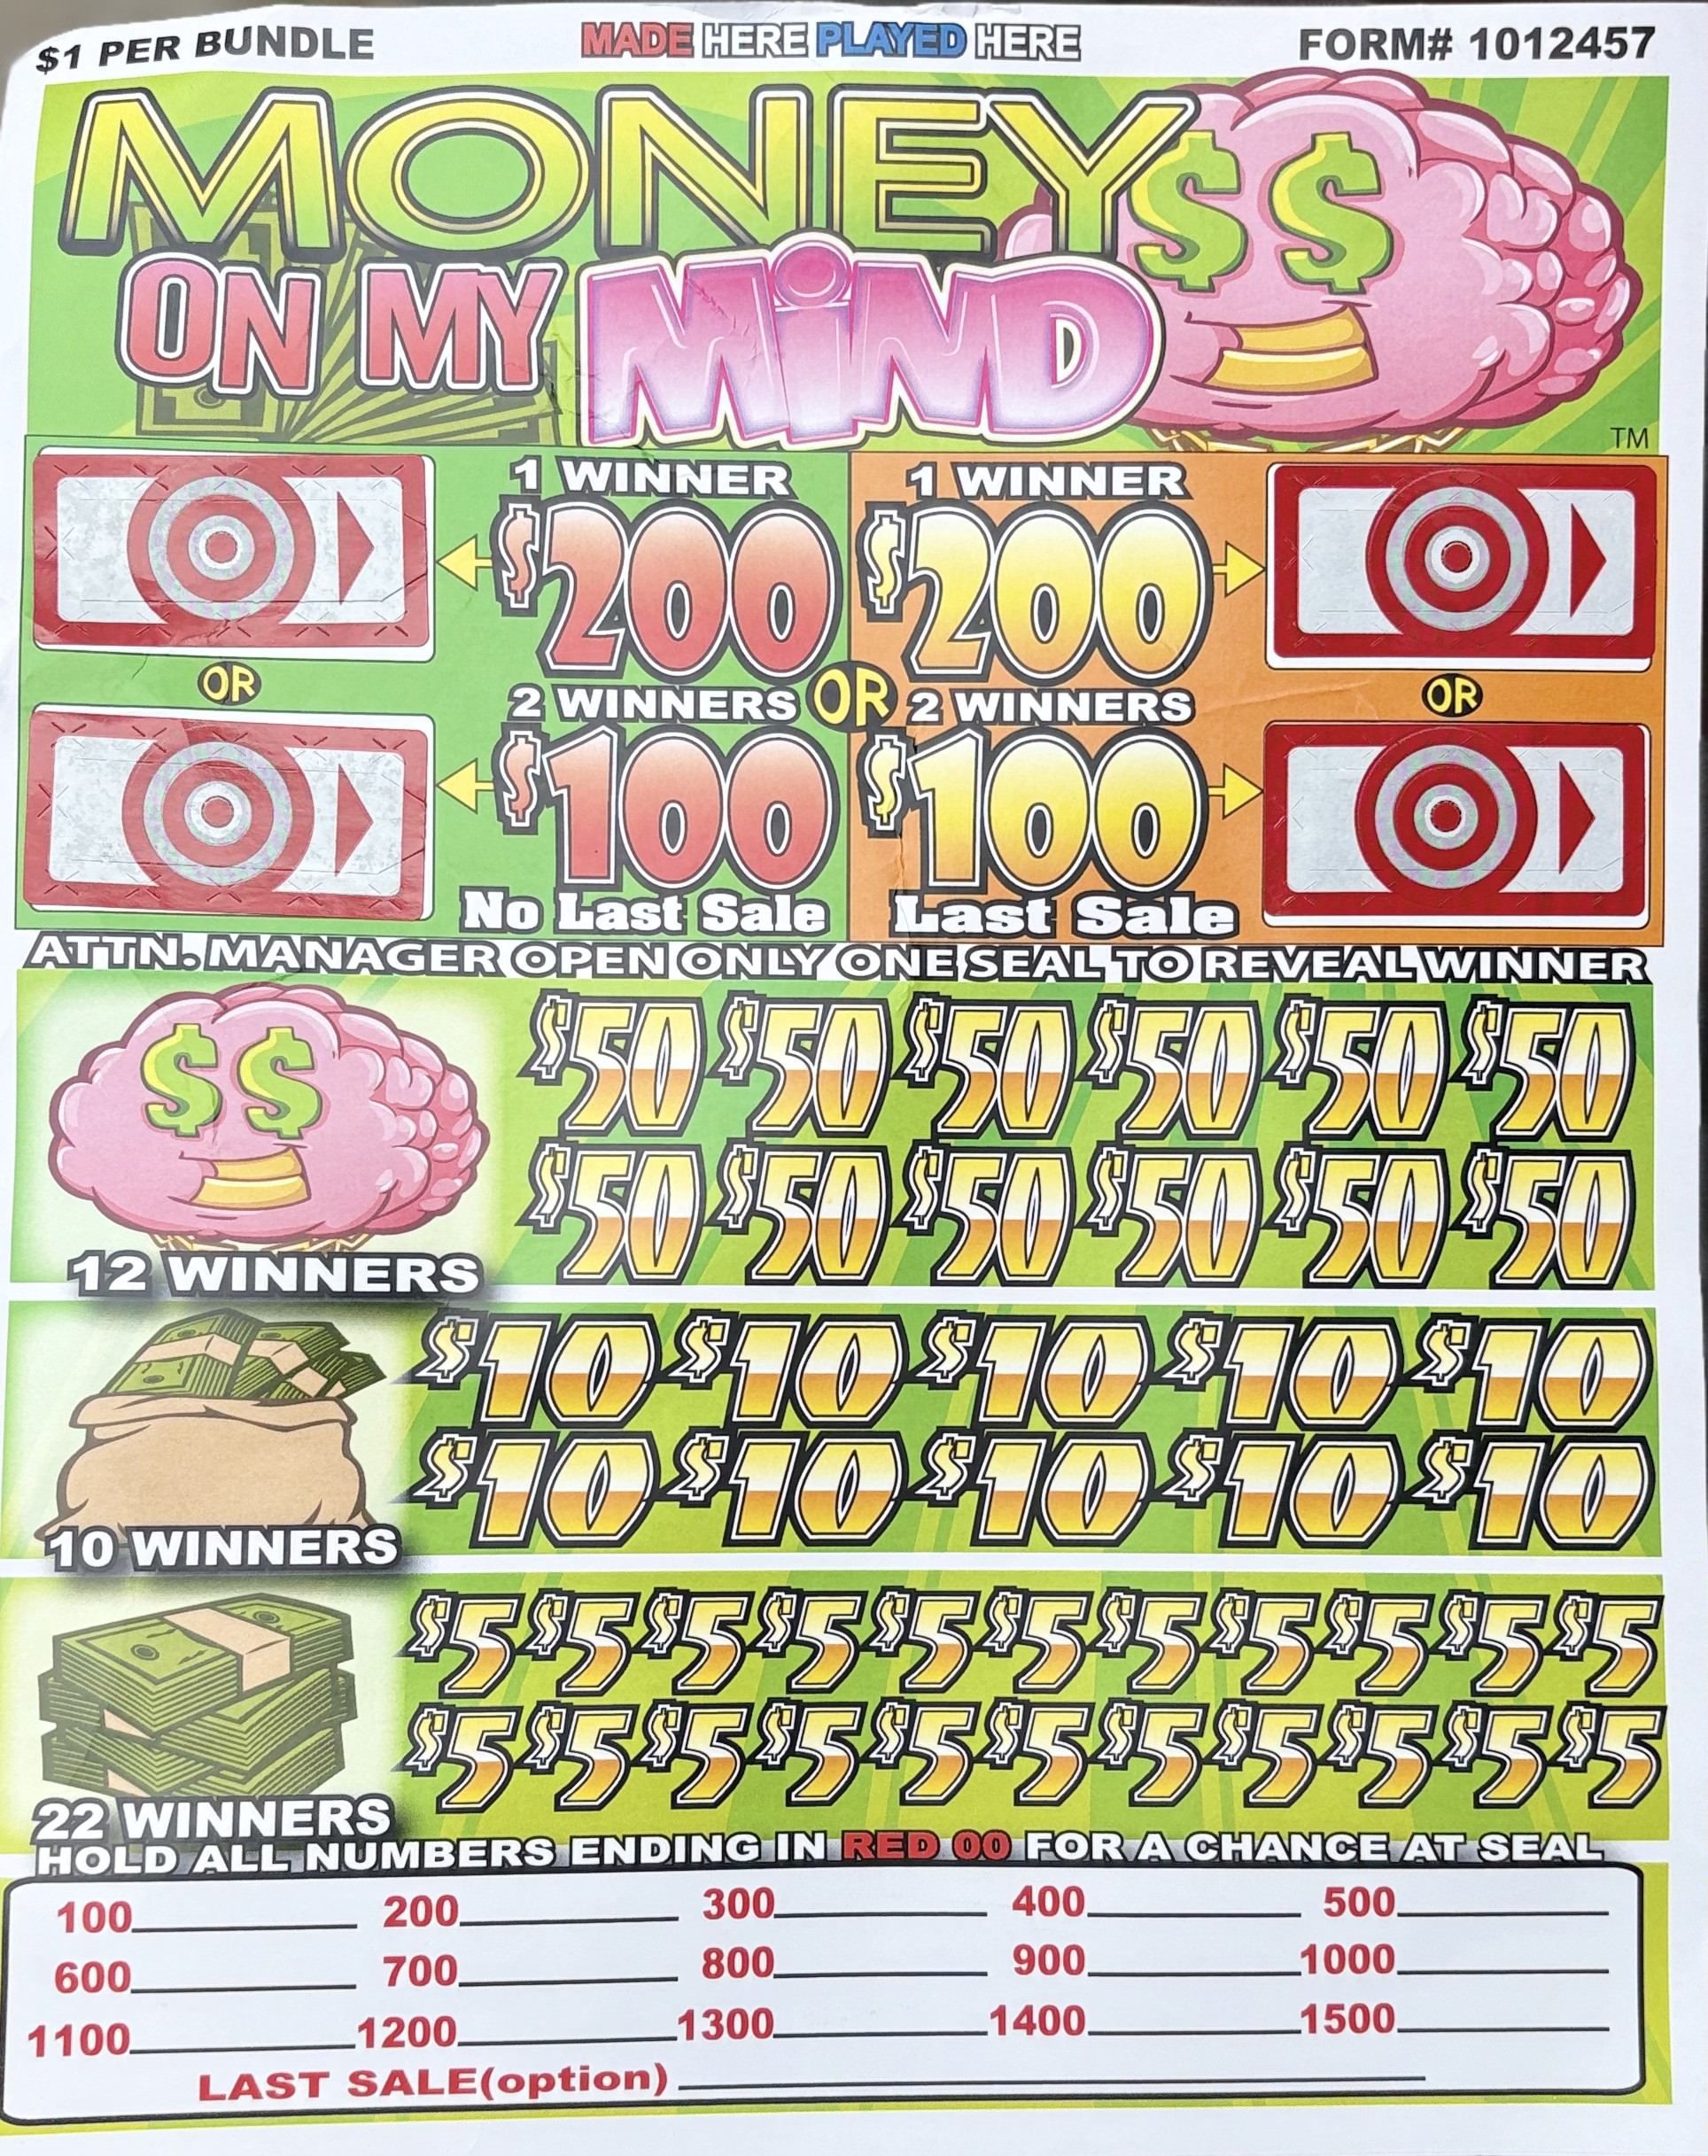 $1 PER BUNDLE MADE HERE PLAYED HERE FORM# 1012457
MONEY $$
ON MY MiND
TM
1 WINNER 1 WINNER
$200 $200
OR OR OR
2 WINNERS 2 WINNERS
$100 $100
No Last Sale Last Sale
ATTN. MANAGER OPEN ONLY ONE SEAL TO REVEAL WINNER
$50 $50 $50 $50 $50 $50
$$
$50 $50 $50 $50 $50 $50
12 WINNERS
$10 $10 $10 $10 $10
$10 $10 $10 $10 $10
10 WINNERS
$5 $5 $5 $5 $5 $5 $5 $5 $5 $5 $5
$5 $5 $5 $5 $5 $5 $5 $5 $5 $5 $5
22 WINNERS
HOLD ALL NUMBERS ENDING IN RED 00 FOR A CHANCE AT SEAL
100 200 300 400 500
600 700 800 900 1000
1100 1200 1300 1400 1500
LAST SALE(option)